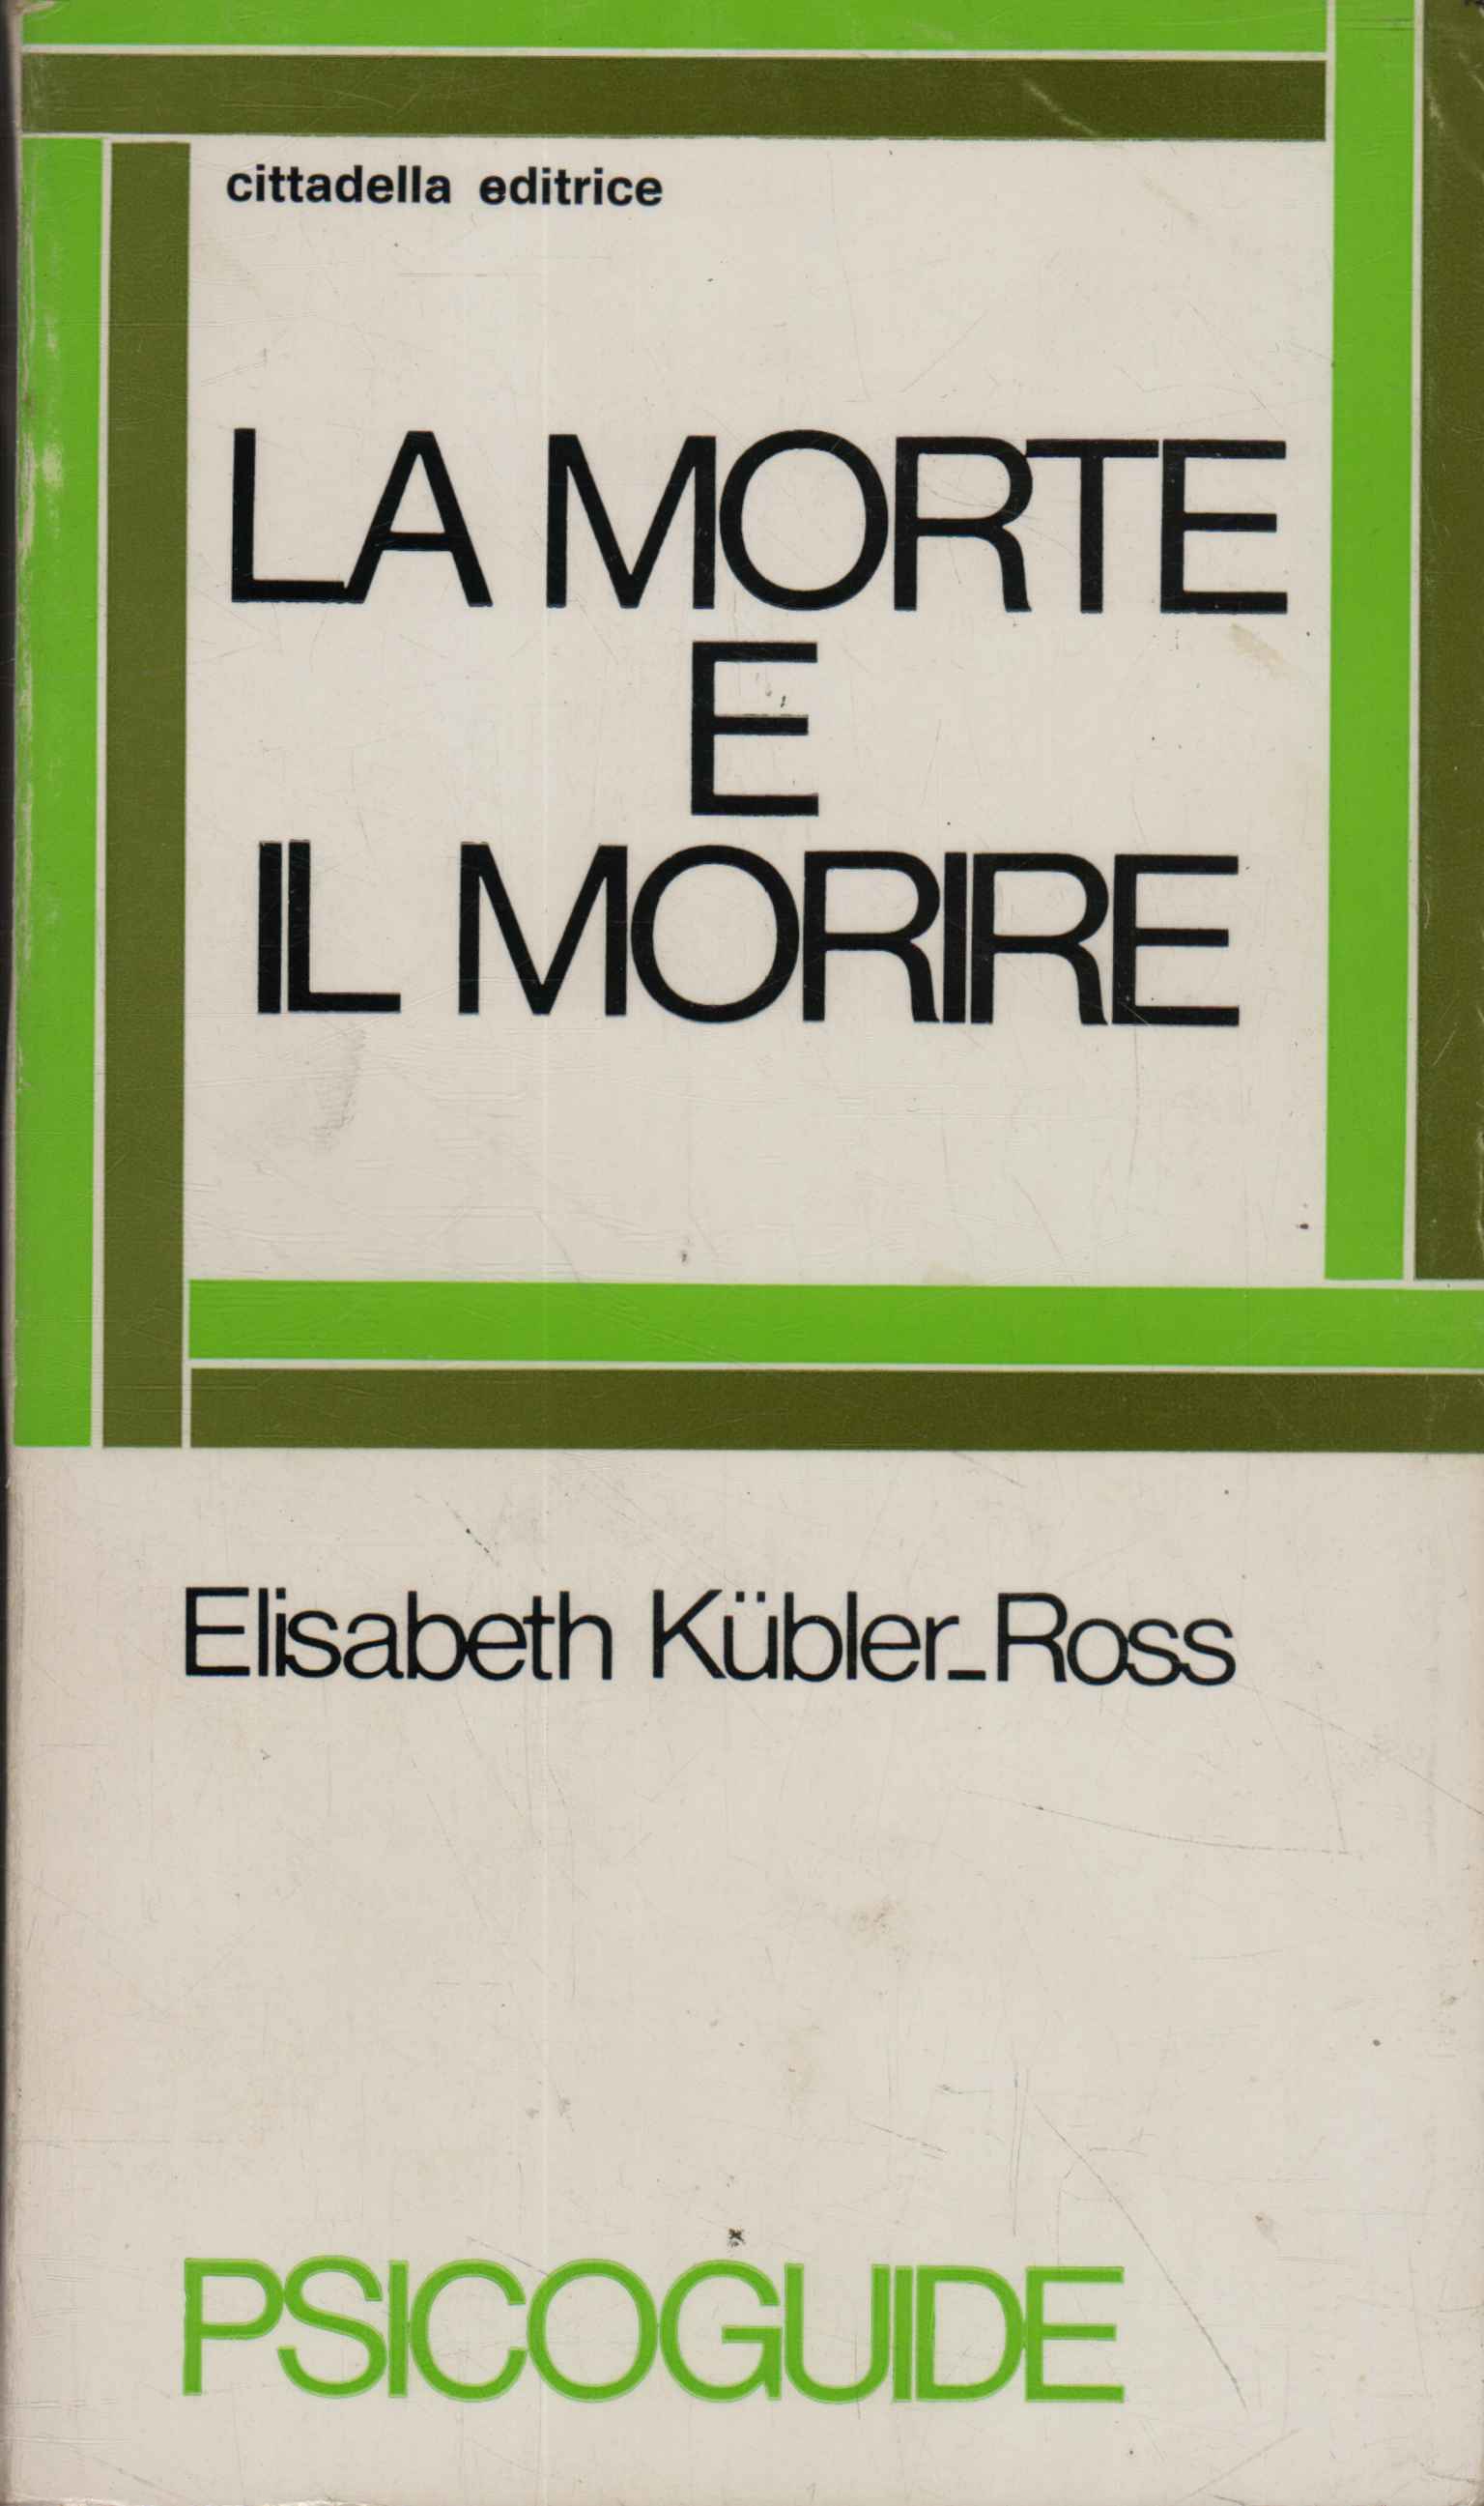 cittadella editrice
LA MORTE
E
IL MORIRE
Elisabeth Kübler-Ross
PSICOGUIDE